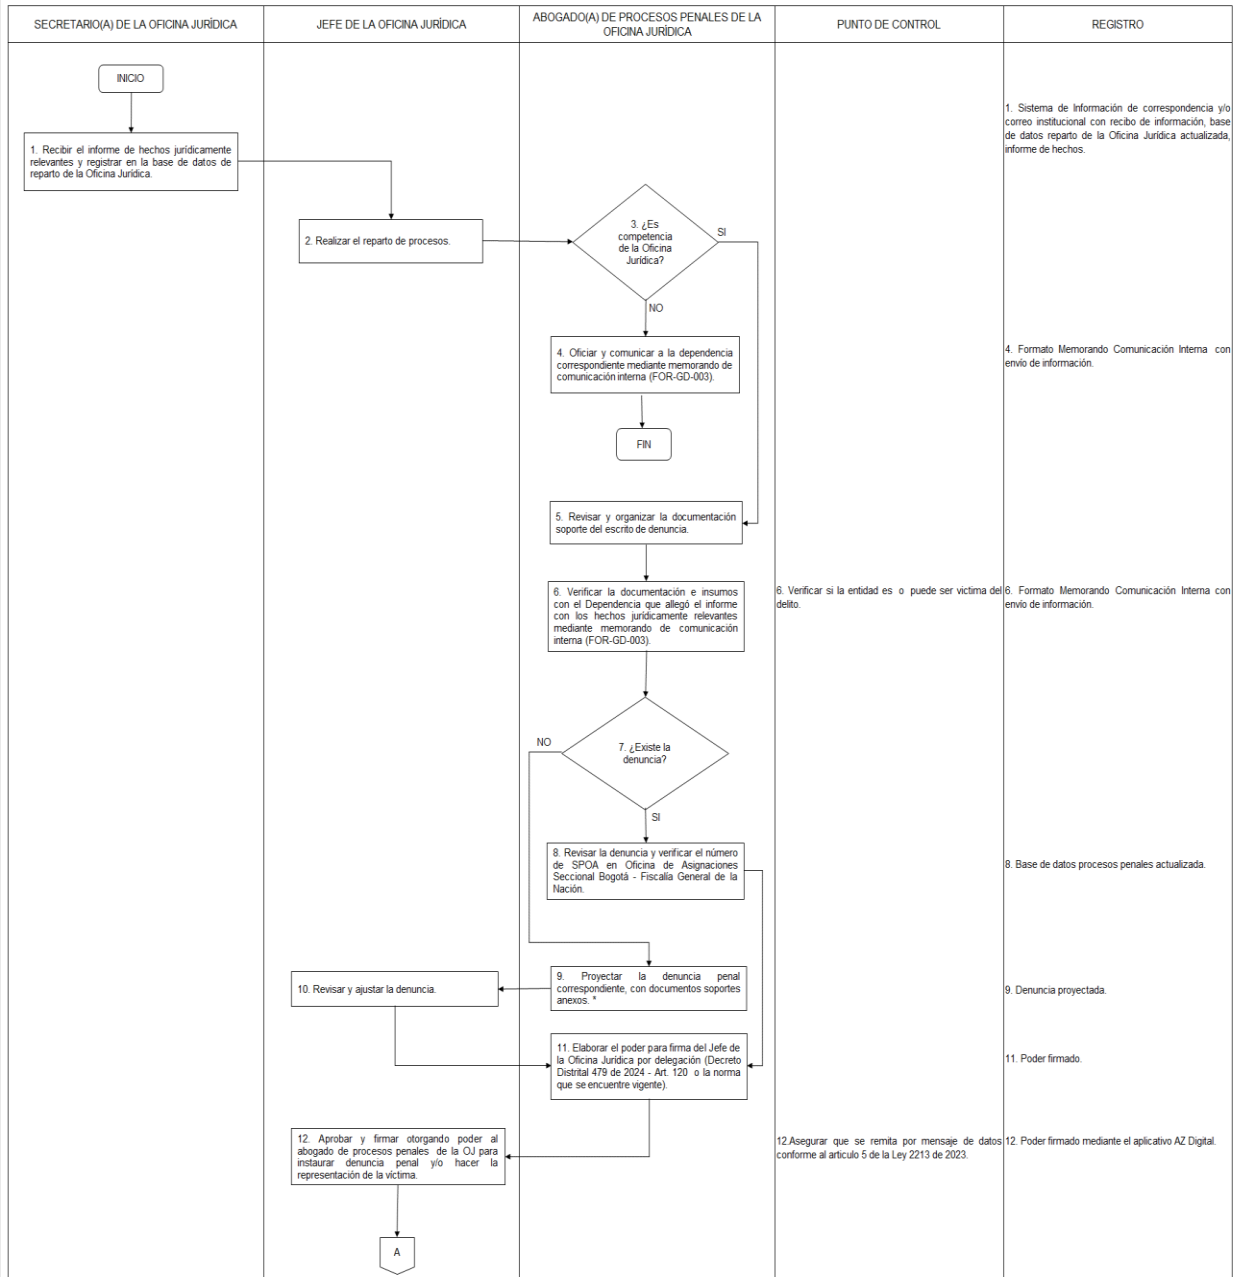 SECRETARIO(A) DE LA OFICINA JURÍDICA
JEFE DE LA OFICINA JURÍDICA
ABOGADO(A) DE PROCESOS PENALES DE LA
OFICINA JURÍDICA
PUNTO DE CONTROL
REGISTRO
INICIO
1. Sistema de Información de correspondencia y/o
correo institucional con recibo de información, base
de datos reparto de la Oficina Jurídica actualizada,
informe de hechos.
1. Recibir el informe de hechos jurídicamente
relevantes y registrar en la base de datos de
reparto de la Oficina Jurídica.
2. Realizar el reparto de procesos.
3. ¿Es
competencia
de la Oficina
Jurídica?
SI
NO
4. Oficiar y comunicar a la dependencia
correspondiente mediante memorando de
comunicación interna (FOR-GD-003).
4. Formato Memorando Comunicación Interna con
envío de información.
FIN
5. Revisar y organizar la documentación
soporte del escrito de denuncia.
6. Verificar la documentación e insumos
con el Dependencia que allegó el informe
con los hechos jurídicamente relevantes
mediante memorando de comunicación
interna (FOR-GD-003).
6. Verificar si la entidad es o puede ser victima del
delito.
6. Formato Memorando Comunicación Interna con
envío de información.
7. ¿Existe la
denuncia?
NO
SI
8. Revisar la denuncia y verificar el número
de SPOA en Oficina de Asignaciones
Seccional Bogotá - Fiscalía General de la
Nación.
8. Base de datos procesos penales actualizada.
9. Proyectar la denuncia penal
correspondiente, con documentos soportes
anexos. *
10. Revisar y ajustar la denuncia.
9. Denuncia proyectada.
11. Elaborar el poder para firma del Jefe de
la Oficina Jurídica por delegación (Decreto
Distrital 479 de 2024 - Art. 120 o la norma
que se encuentre vigente).
11. Poder firmado.
12. Aprobar y firmar otorgando poder al
abogado de procesos penales de la OJ para
instaurar denuncia penal y/o hacer la
representación de la víctima.
12.Asegurar que se remita por mensaje de datos
conforme al articulo 5 de la Ley 2213 de 2023.
12. Poder firmado mediante el aplicativo AZ Digital.
A